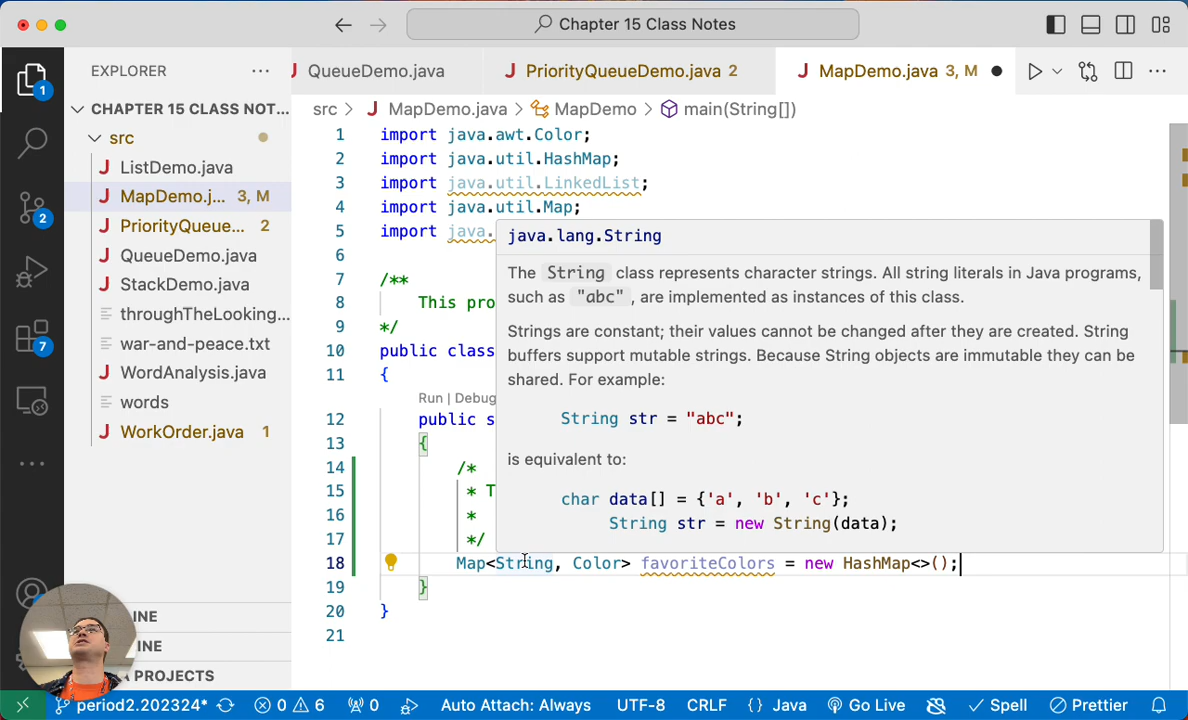 Chapter 15 Class Notes
EXPLORER
QueueDemo.java
PriorityQueueDemo.java 2
MapDemo.java 3, M
CHAPTER 15 CLASS NOT...
src
ListDemo.java
MapDemo.j... 3, M
PriorityQueue... 2
QueueDemo.java
StackDemo.java
throughTheLooking...
war-and-peace.txt
WordAnalysis.java
words
WorkOrder.java 1
INE
INE
PROJECTS
1
2
7
src > MapDemo.java > MapDemo > main(String[])
1 import java.awt.Color;
2 import java.util.HashMap;
3 import java.util.LinkedList;
4 import java.util.Map;
5 import java.
6
7 /**
8 This pro
9 */
10 public class
11 {
Run | Debug
12 public s
13 {
14 /*
15 * T
16 *
17 */
18 Map<String, Color> favoriteColors = new HashMap<>();
19 }
20 }
21
java.lang.String
The String class represents character strings. All string literals in Java programs,
such as "abc" , are implemented as instances of this class.
Strings are constant; their values cannot be changed after they are created. String
buffers support mutable strings. Because String objects are immutable they can be
shared. For example:
String str = "abc";
is equivalent to:
char data[] = {'a', 'b', 'c'};
String str = new String(data);
period2.202324* 0 6 0 Auto Attach: Always UTF-8 CRLF {} Java Go Live Spell Prettier